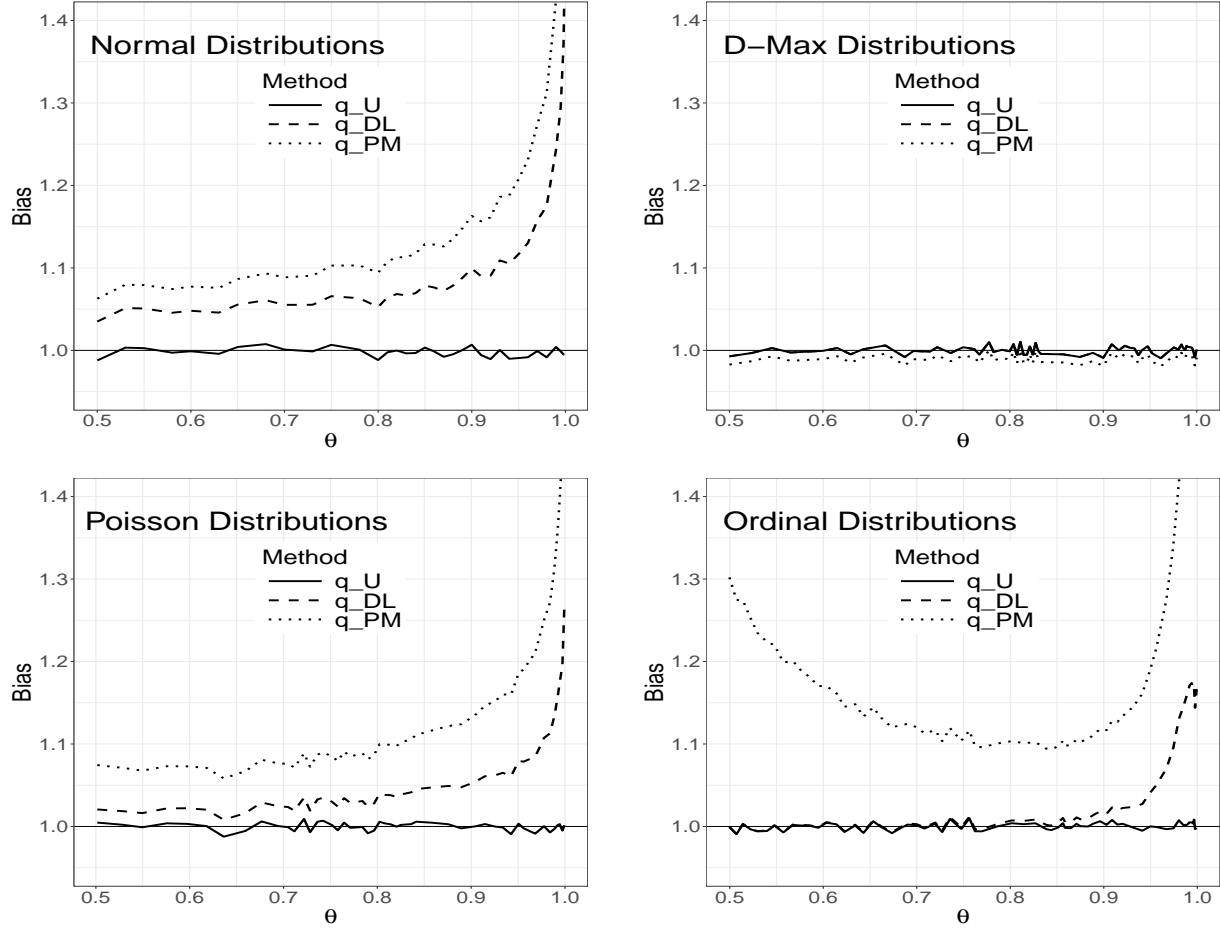 Normal Distributions
Method
q_U
q_DL
q_PM
Bias
1.4
1.3
1.2
1.1
1.0
0.5 0.6 0.7 0.8 0.9 1.0
θ
D−Max Distributions
Method
q_U
q_DL
q_PM
Bias
1.4
1.3
1.2
1.1
1.0
0.5 0.6 0.7 0.8 0.9 1.0
θ
Poisson Distributions
Method
q_U
q_DL
q_PM
Bias
1.4
1.3
1.2
1.1
1.0
0.5 0.6 0.7 0.8 0.9 1.0
θ
Ordinal Distributions
Method
q_U
q_DL
q_PM
Bias
1.4
1.3
1.2
1.1
1.0
0.5 0.6 0.7 0.8 0.9 1.0
θ